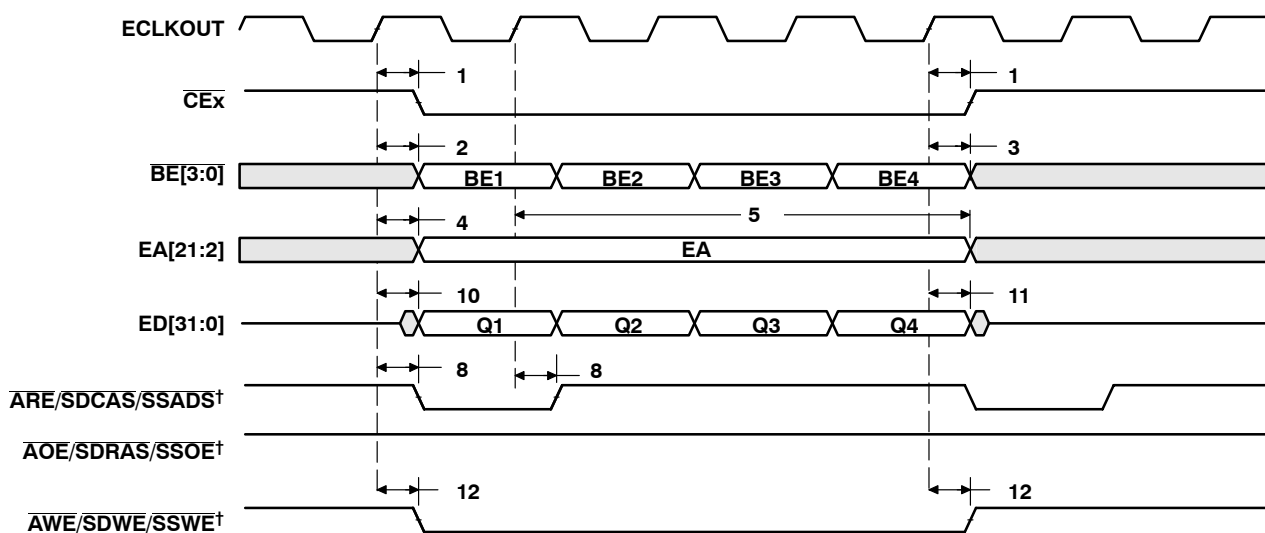 ECLKOUT
1 1
CEx
2 3
BE[3:0] BE1 BE2 BE3 BE4
5
4
EA[21:2] EA
10 11
ED[31:0] Q1 Q2 Q3 Q4
8 8
ARE/SDCAS/SSADS†
AOE/SDRAS/SSOE†
12 12
AWE/SDWE/SSWE†